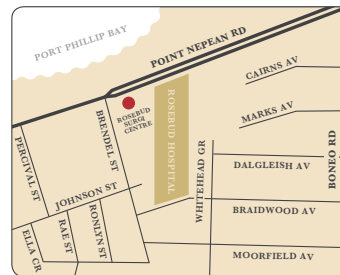 PORT PHILLIP BAY
POINT NEPEAN RD
CAIRNS AV
MARKS AV
ROSEBUD
SURGI
CENTRE
ROSEBUD HOSPITAL
BRENDEL ST
PERCIVAL ST
WHITEHEAD GR
BONEO RD
DALGLEISH AV
JOHNSON ST
BRAIDWOOD AV
ELLA CR
RAE ST
RONLYN ST
MOORFIELD AV